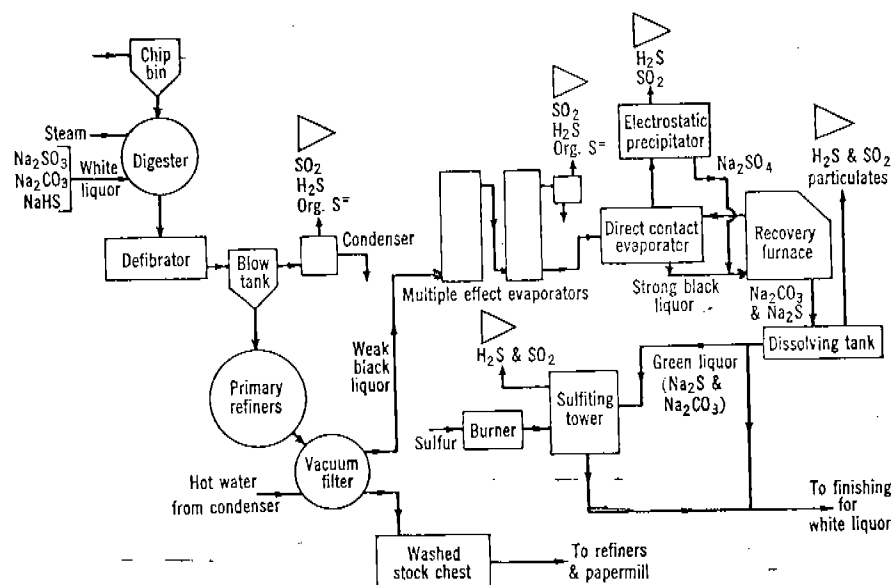 Chip
bin
Steam
Na2SO3
Na2CO3
NaHS
White
liquor
Digester
Defibrator
Blow
tank
SO2
H2S
Org. S=
Condenser
Primary
refiners
Vacuum
filter
Hot water
from condenser
Washed
stock chest
To refiners
& papermill
Weak
black
liquor
Multiple effect evaporators
SO2
H2S
Org. S=
H2S
SO2
Electrostatic
precipitator
Na2SO4
Direct contact
evaporator
Strong black
liquor
Recovery
furnace
H2S & SO2
particulates
Na2CO3
& Na2S
Dissolving tank
Green liquor
(Na2S &
Na2CO3)
H2S & SO2
Sulfiting
tower
Sulfur
Burner
To finishing
for
white liquor